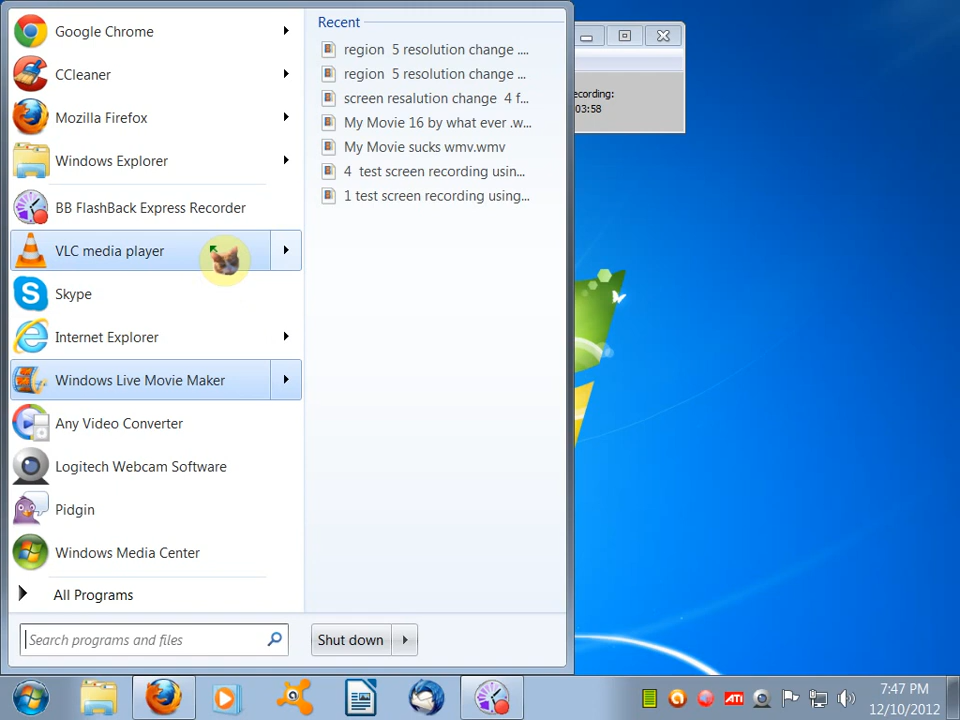 Google Chrome
CCleaner
Mozilla Firefox
Windows Explorer
BB FlashBack Express Recorder
VLC media player
Skype
Internet Explorer
Windows Live Movie Maker
Any Video Converter
Logitech Webcam Software
Pidgin
Windows Media Center
All Programs
Search programs and files
Shut down
Recent
region 5 resolution change ....
region 5 resolution change ...
screen resalution change 4 f...
My Movie 16 by what ever .w...
My Movie sucks wmv.wmv
4 test screen recording usin...
1 test screen recording using...
ecording:
03:58
ATI
7:47 PM
12/10/2012